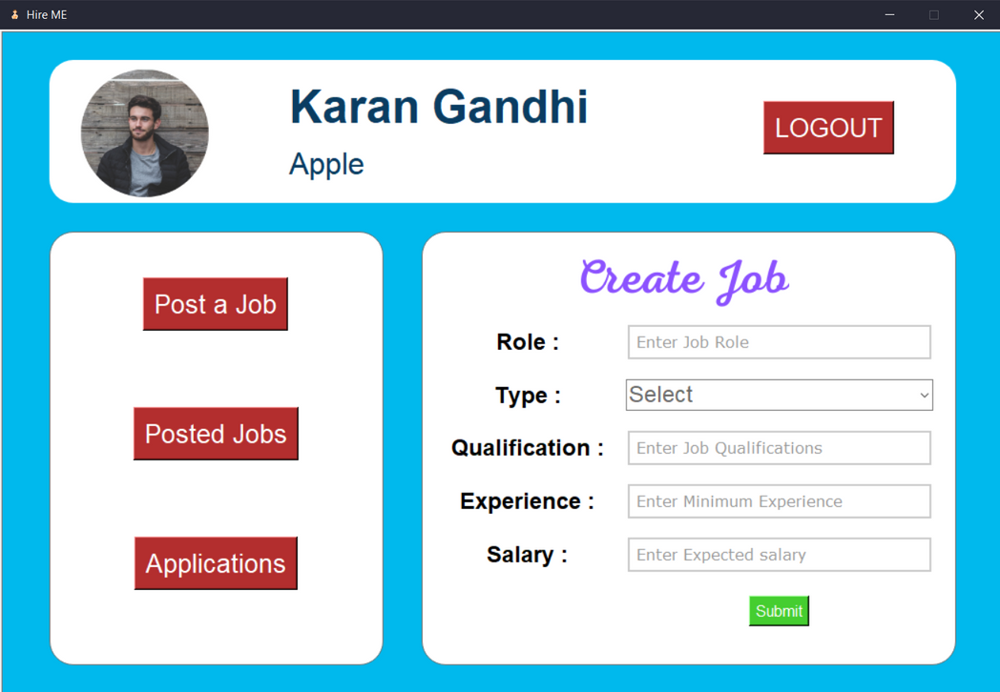 Hire ME
Karan Gandhi
Apple
LOGOUT
Post a Job
Posted Jobs
Applications
Create Job
Role : Enter Job Role
Type : Select
Qualification : Enter Job Qualifications
Experience : Enter Minimum Experience
Salary : Enter Expected salary
Submit